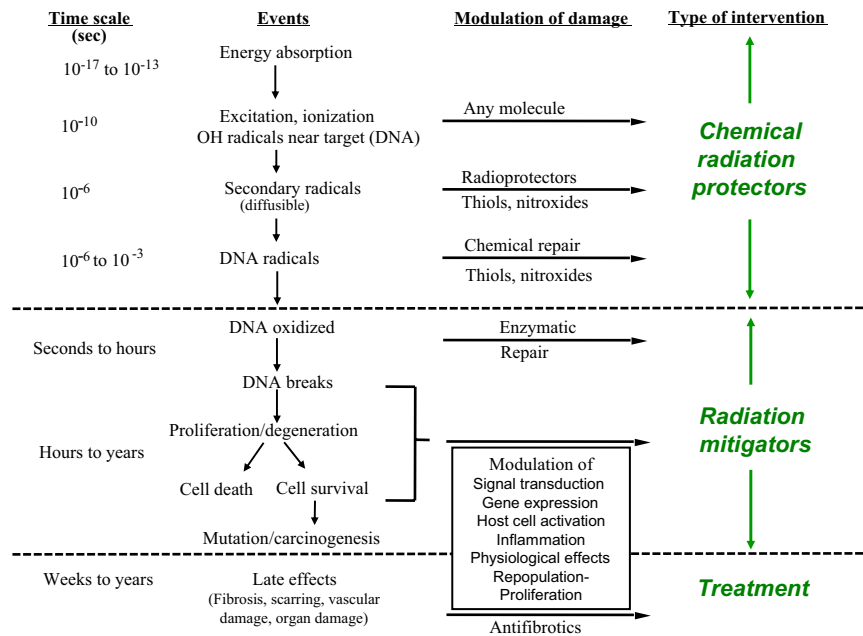 Time scale
(sec)
Events
Modulation of damage
Type of intervention
10⁻¹⁷ to 10⁻¹³
Energy absorption
10⁻¹⁰
Excitation, ionization
OH radicals near target (DNA)
Any molecule
Chemical
radiation
protectors
10⁻⁶
Secondary radicals
(diffusible)
Radioprotectors
Thiols, nitroxides
10⁻⁶ to 10⁻³
DNA radicals
Chemical repair
Thiols, nitroxides
Seconds to hours
DNA oxidized
Enzymatic
Repair
DNA breaks
Hours to years
Proliferation/degeneration
Cell death
Cell survival
Mutation/carcinogenesis
Radiation
mitigators
Modulation of
Signal transduction
Gene expression
Host cell activation
Inflammation
Physiological effects
Repopulation-
Proliferation
Weeks to years
Late effects
(Fibrosis, scarring, vascular
damage, organ damage)
Antifibrotics
Treatment